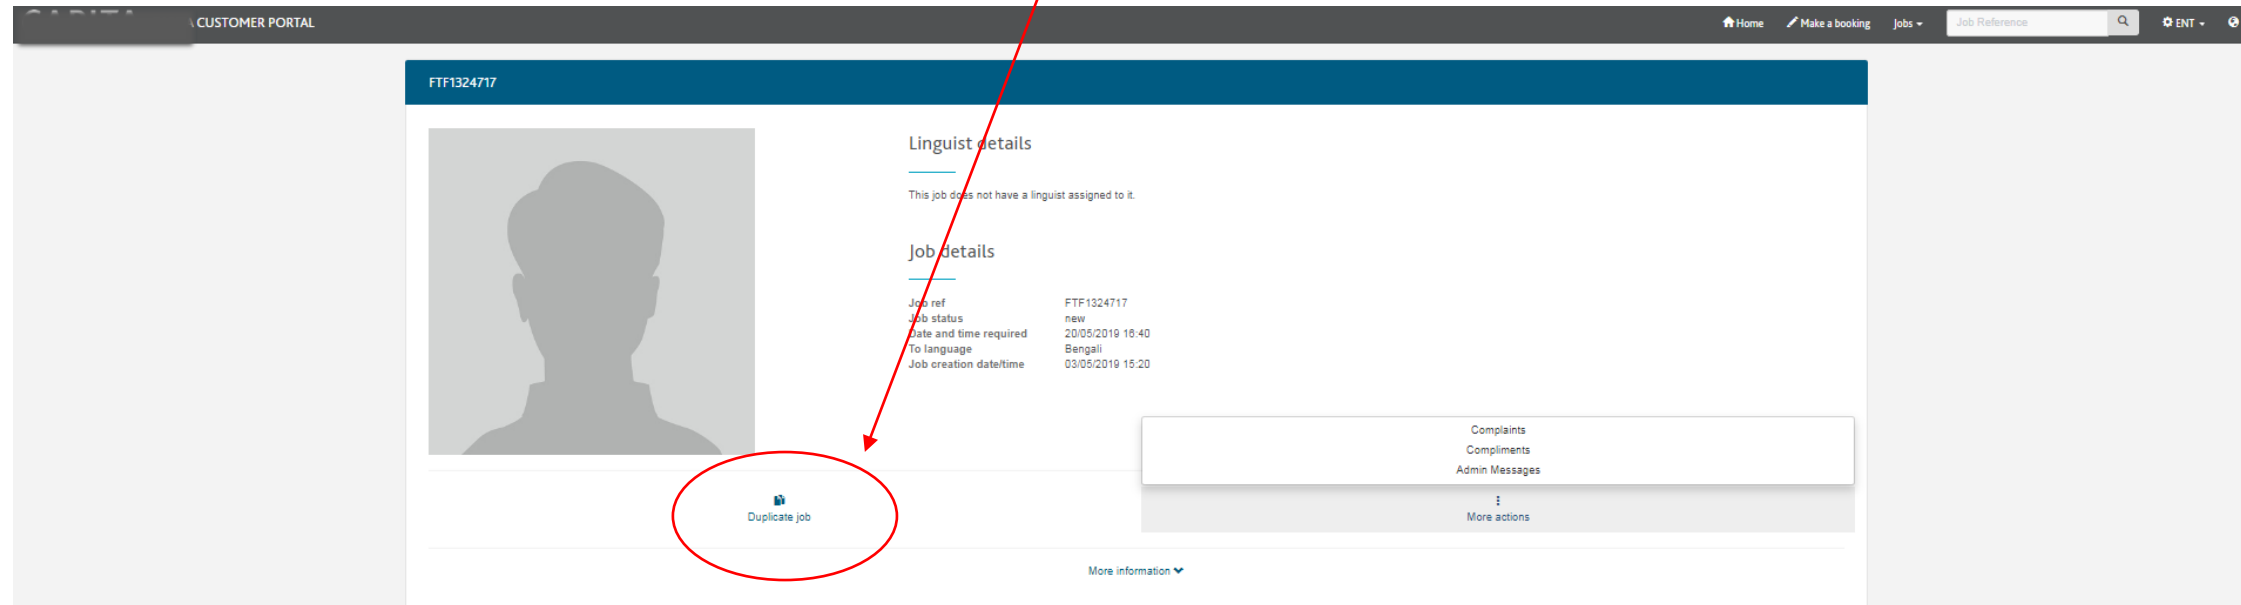 CUSTOMER PORTAL
Home Make a booking Jobs Job Reference ENT
FTF1324717
Linguist details
This job does not have a linguist assigned to it.
Job details
Job ref FTF1324717
Job status new
Date and time required 20/05/2019 16:40
To language Bengali
Job creation date/time 03/05/2019 15:20
Complaints
Compliments
Admin Messages
Duplicate job
More actions
More information